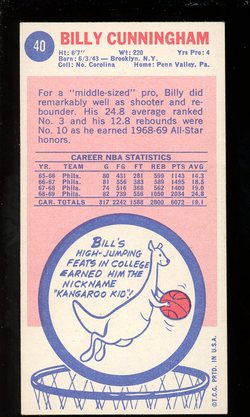 40
BILLY CUNNINGHAM
Ht: 6'7" Wt: 220 Yrs Pro: 4
Born: 6/3/43 — Brooklyn, N.Y.
Coll: No. Carolina Home: Penn Valley, Pa.
For a "middle-sized" pro, Billy did
remarkably well as shooter and re-
bounder. His 24.8 average ranked
No. 3 and his 12.8 rebounds were
No. 10 as he earned 1968-69 All-Star
honors.
CAREER NBA STATISTICS
YR. TEAM G FG FT REB PTS AVG
65-66 Phila. 80 431 281 599 1143 14.3
66-67 Phila. 81 556 383 589 1495 18.5
67-68 Phila. 74 516 368 562 1400 19.0
68-69 Phila. 82 739 556 1050 2034 24.8
CAR. TOTALS 317 2242 1588 2800 6072 19.1
BILL'S
HIGH-JUMPING
FEATS IN COLLEGE
EARNED HIM THE
NICKNAME
"KANGAROO KID"!
©T.C.G. PRTD. IN U.S.A.